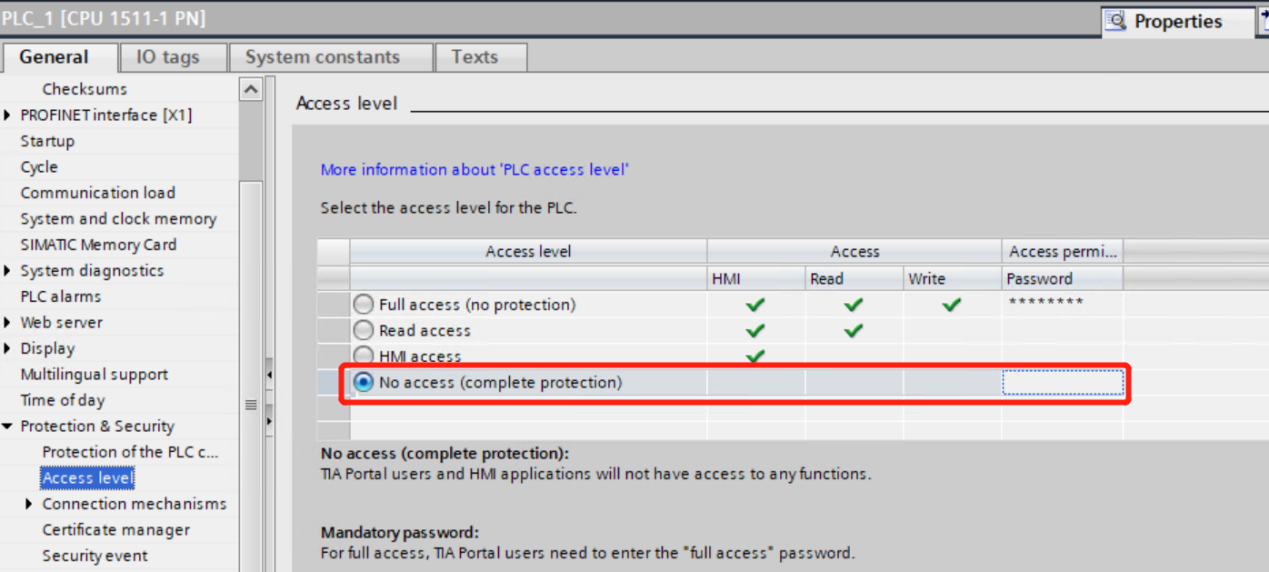 PLC_1 [CPU 1511-1 PN]
Properties
General IO tags System constants Texts
Checksums
PROFINET interface [X1]
Startup
Cycle
Communication load
System and clock memory
SIMATIC Memory Card
System diagnostics
PLC alarms
Web server
Display
Multilingual support
Time of day
Protection & Security
Protection of the PLC c...
Access level
Connection mechanisms
Certificate manager
Security event
Access level
More information about 'PLC access level'
Select the access level for the PLC.
Access level Access Access permi...
HMI Read Write Password
Full access (no protection) ✓ ✓ ✓ ********
Read access ✓ ✓
HMI access ✓
No access (complete protection)
No access (complete protection):
TIA Portal users and HMI applications will not have access to any functions.
Mandatory password:
For full access, TIA Portal users need to enter the "full access" password.